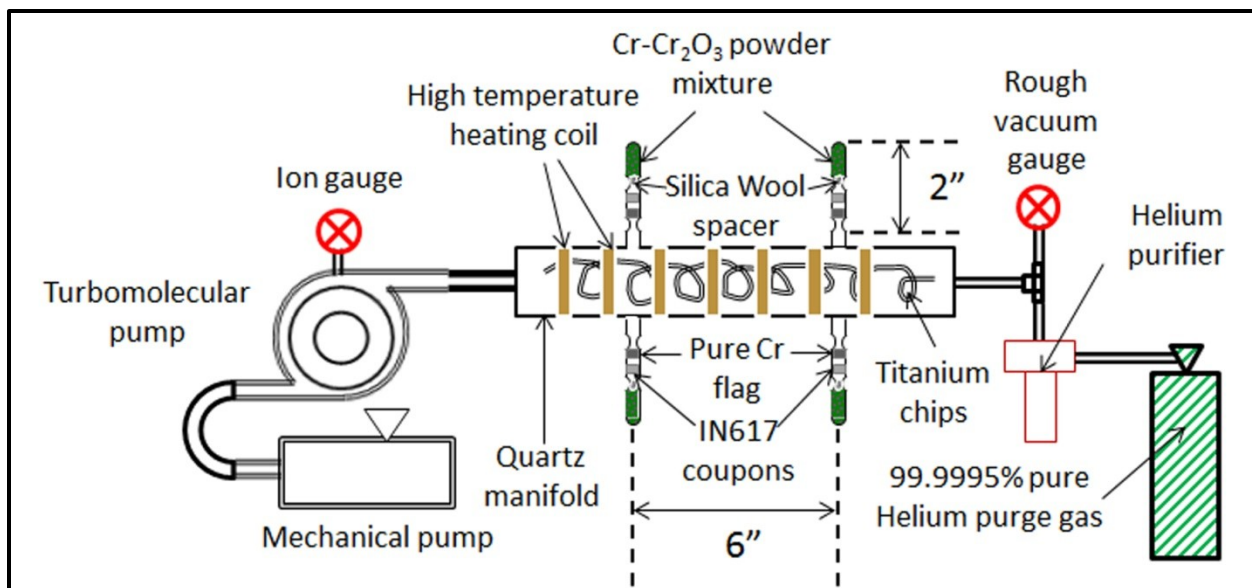 Cr-Cr₂O₃ powder
mixture
High temperature
heating coil
Rough
vacuum
gauge
Ion gauge
Silica Wool
spacer
2”
Helium
purifier
Turbomolecular
pump
Pure Cr
flag
Titanium
chips
IN617
coupons
Quartz
manifold
99.9995% pure
Helium purge gas
Mechanical pump
6”